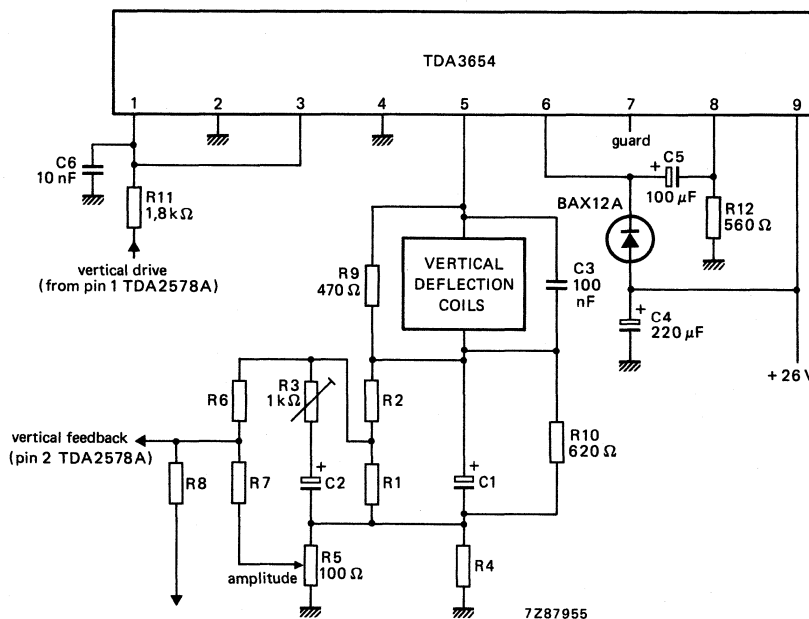 TDA3654
1 2 3 4 5 6 7 8 9
guard
C6
10 nF
R11
1,8 kΩ
vertical drive
(from pin 1 TDA2578A)
R9
470 Ω
VERTICAL
DEFLECTION
COILS
C3
100
nF
BAX12A
+ C5
100 µF
R12
560 Ω
+
C4
220 µF
+ 26 V
R6
R3
1 kΩ
R2
vertical feedback
(pin 2 TDA2578A)
R8
R7
+
C2
R1
+
C1
R10
620 Ω
amplitude
R5
100 Ω
R4
7Z87955